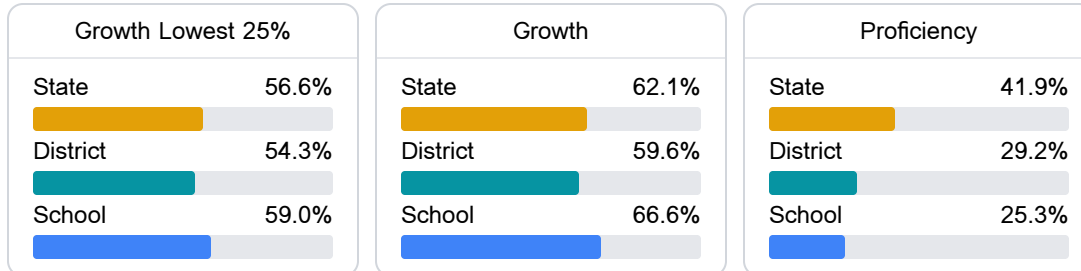 Growth Lowest 25%
State 56.6%
District 54.3%
School 59.0%
Growth
State 62.1%
District 59.6%
School 66.6%
Proficiency
State 41.9%
District 29.2%
School 25.3%